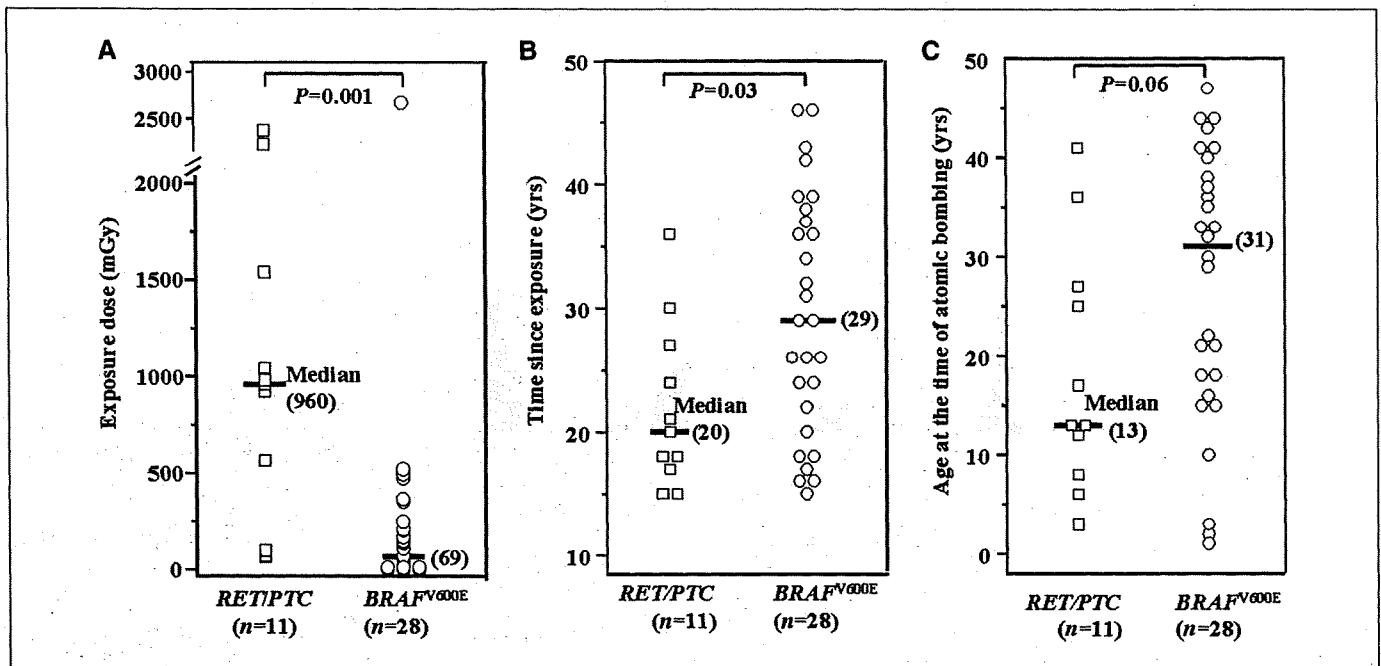 A
3000
2500
2000
1500
1000
500
0
Exposure dose (mGy)
P=0.001
Median
(960)
(69)
RET/PTC
(n=11)
BRAFV600E
(n=28)
B
50
40
30
20
10
Time since exposure (yrs)
P=0.03
Median
(20)
(29)
RET/PTC
(n=11)
BRAFV600E
(n=28)
C
50
40
30
20
10
0
Age at the time of atomic bombing (yrs)
P=0.06
Median
(13)
(31)
RET/PTC
(n=11)
BRAFV600E
(n=28)